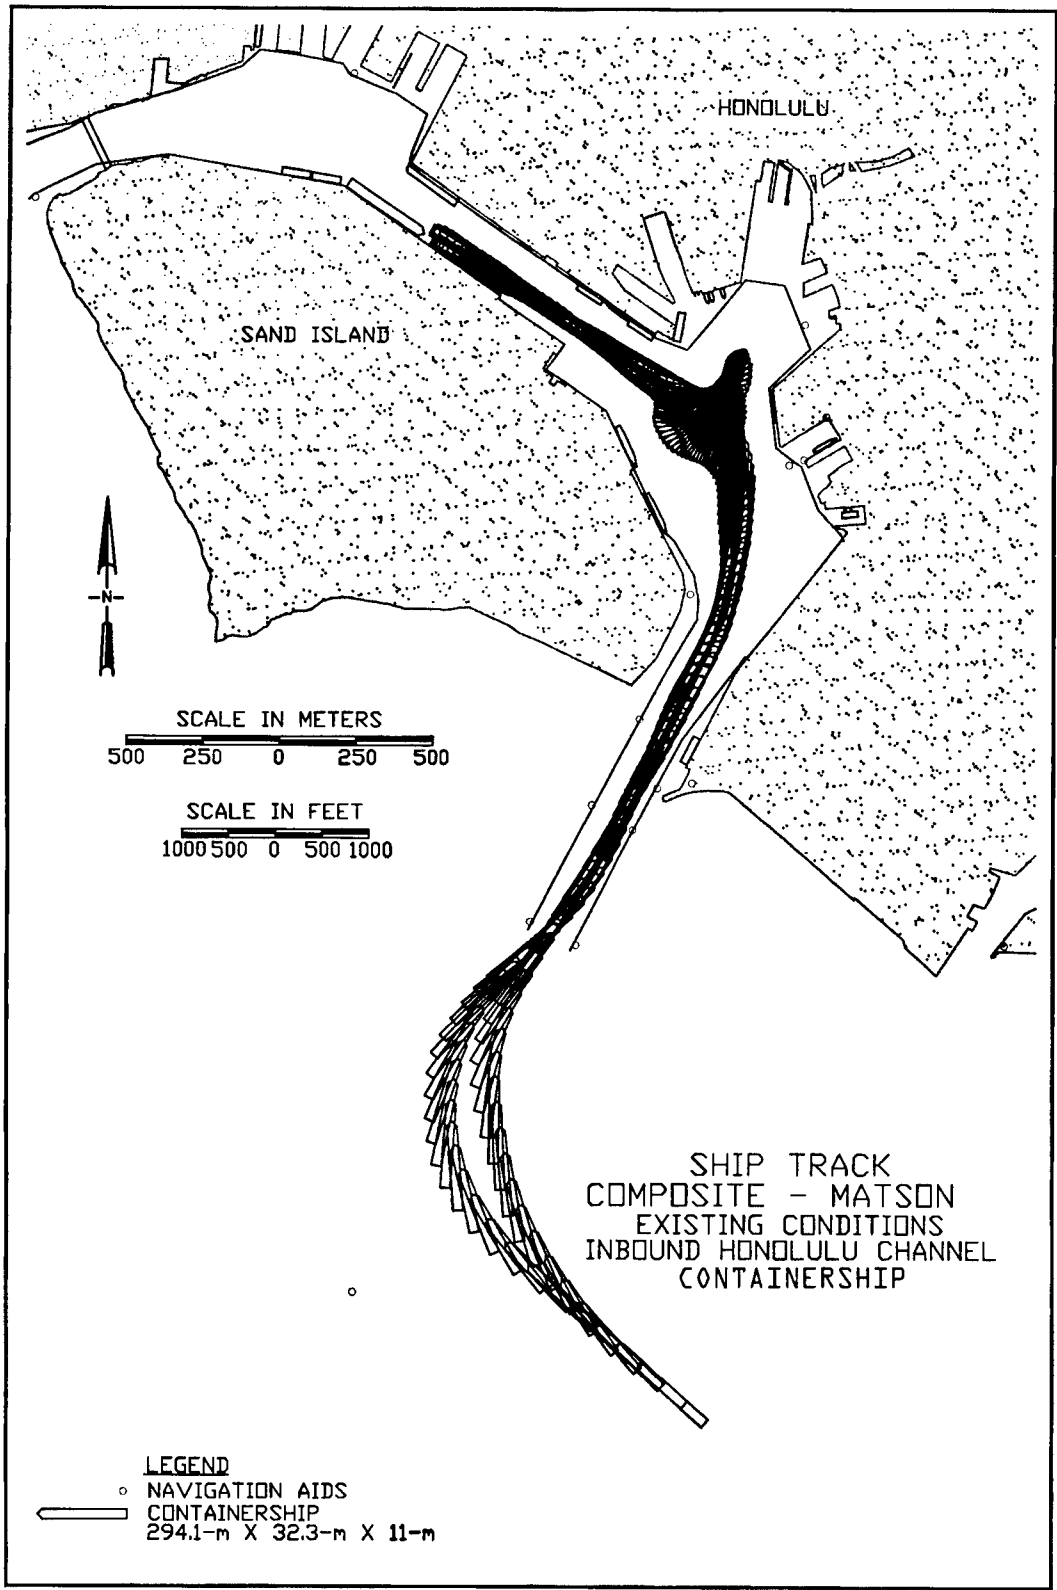 HONOLULU
SAND ISLAND
N
SCALE IN METERS
500 250 0 250 500
SCALE IN FEET
1000 500 0 500 1000
SHIP TRACK
COMPOSITE - MATSON
EXISTING CONDITIONS
INBOUND HONOLULU CHANNEL
CONTAINERSHIP
LEGEND
NAVIGATION AIDS
CONTAINERSHIP
294.1-m X 32.3-m X 11-m